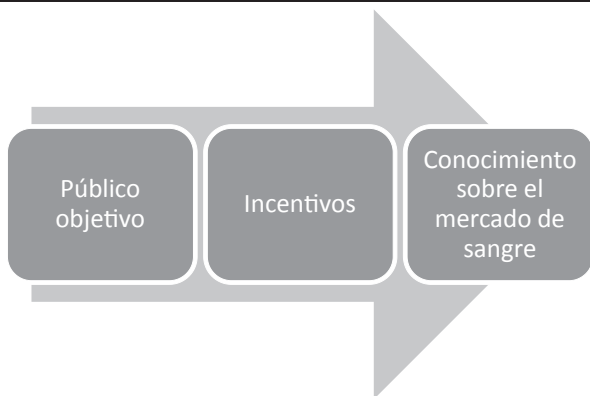 Público
objetivo
Incentivos
Conocimiento
sobre el
mercado de
sangre